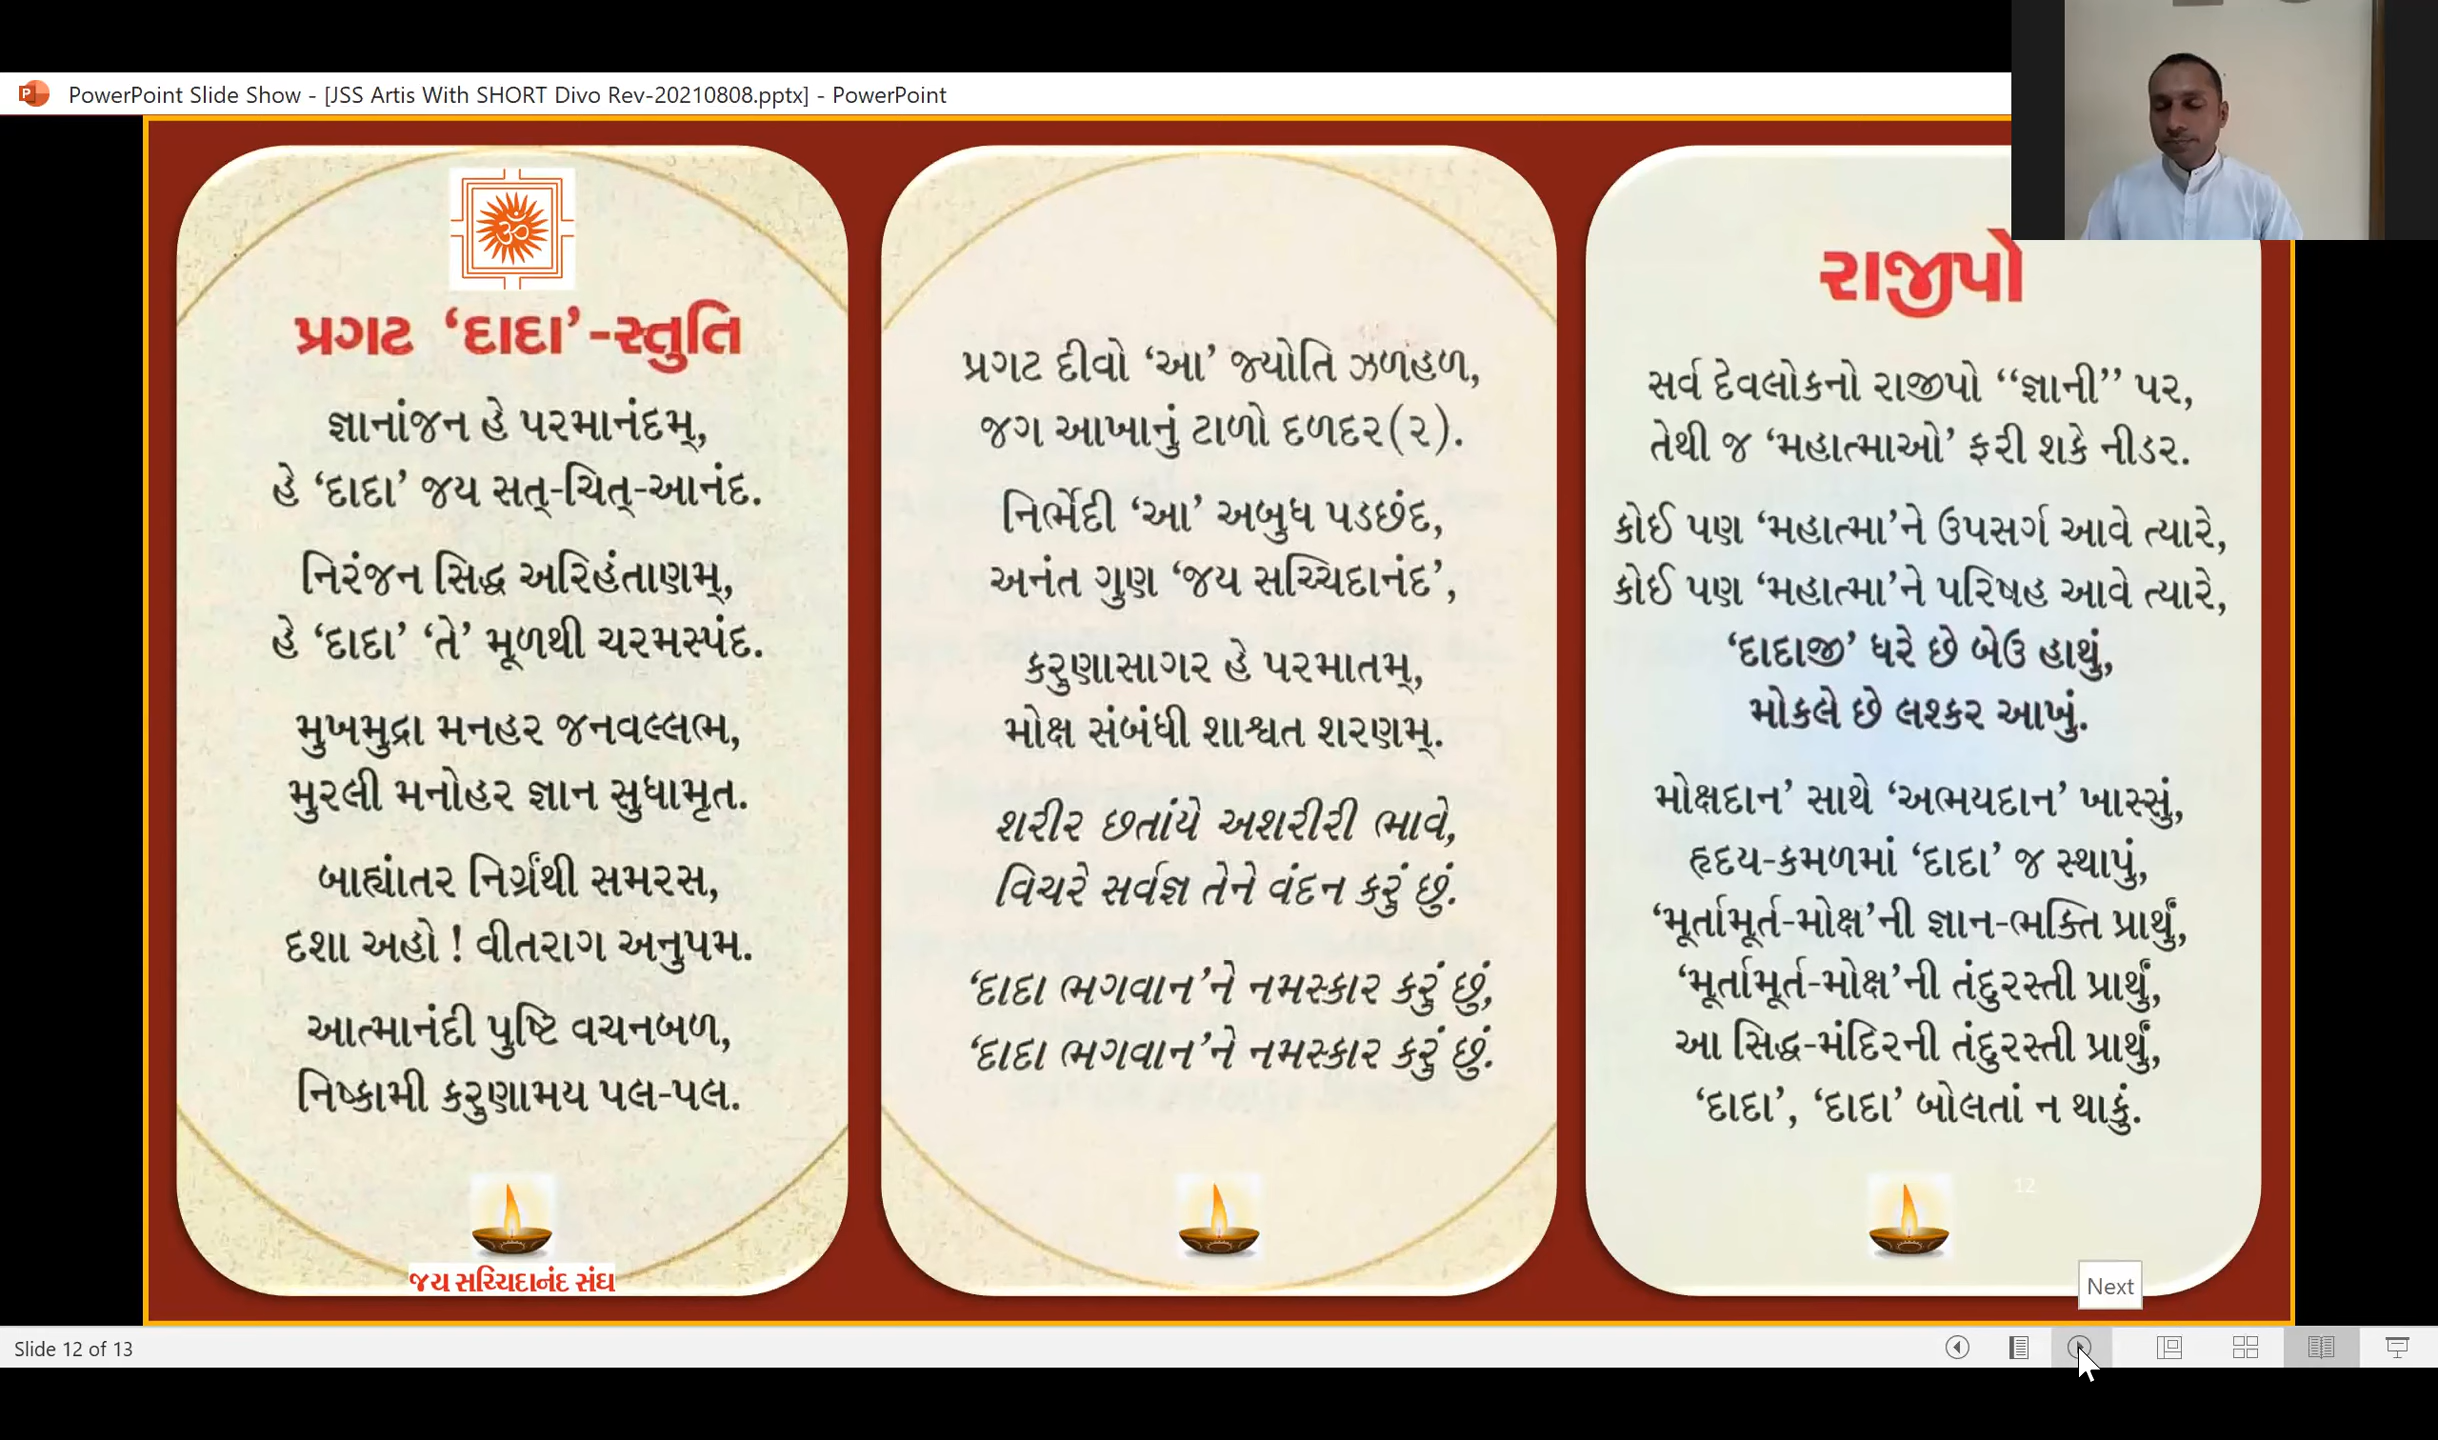 PowerPoint Slide Show - [JSS Artis With SHORT Divo Rev-20210808.pptx] - PowerPoint
પ્રગટ ‘દાદા’-સ્તુતિ
જ્ઞાનાંજન હે પરમાનંદમ્,
હે ‘દાદા’ જય સત્-ચિત્-આનંદ.
નિરંજન સિદ્ધ અરિહંતાણમ્,
હે ‘દાદા’ ‘તે’ મૂળથી ચરમસ્પંદ.
મુખમુદ્રા મનહર જનવલ્લભ,
મુરલી મનોહર જ્ઞાન સુધામૃત.
બાહ્યાંતર નિર્ગ્રંથી સમરસ,
દશા અહો ! વીતરાગ અનુપમ.
આત્માનંદી પુષ્ટિ વચનબળ,
નિષ્કામી કરુણામય પલ-પલ.
જય સચ્ચિદાનંદ સંઘ
પ્રગટ દીવો ‘આ’ જ્યોતિ ઝળહળ,
જગ આખાનું ટાળો દળદર(૨).
નિર્ભેદી ‘આ’ અબુધ પડછંદ,
અનંત ગુણ ‘જય સચ્ચિદાનંદ’,
કરુણાસાગર હે પરમાતમ્,
મોક્ષ સંબંધી શાશ્વત શરણમ્.
શરીર છતાંયે અશરીરી ભાવે,
વિચરે સર્વજ્ઞ તેને વંદન કરું છું.
‘દાદા ભગવાન’ને નમસ્કાર કરું છું,
‘દાદા ભગવાન’ને નમસ્કાર કરું છું.
રાજીપો
સર્વ દેવલોકનો રાજીપો “જ્ઞાની” પર,
તેથી જ ‘મહાત્માઓ’ ફરી શકે નીડર.
કોઈ પણ ‘મહાત્મા’ને ઉપસર્ગ આવે ત્યારે,
કોઈ પણ ‘મહાત્મા’ને પરિષહ આવે ત્યારે,
‘દાદાજી’ ધરે છે બેઉ હાથું,
મોકલે છે લશ્કર આખું.
મોક્ષદાન’ સાથે ‘અભયદાન’ ખાસ્સું,
હૃદય-કમળમાં ‘દાદા’ જ સ્થાપું,
‘મૂર્તામૂર્ત-મોક્ષ’ની જ્ઞાન-ભક્તિ પ્રાર્થું,
‘મૂર્તામૂર્ત-મોક્ષ’ની તંદુરસ્તી પ્રાર્થું,
આ સિદ્ધ-મંદિરની તંદુરસ્તી પ્રાર્થું,
‘દાદા’, ‘દાદા’ બોલતાં ન થાકું.
12
Next
Slide 12 of 13